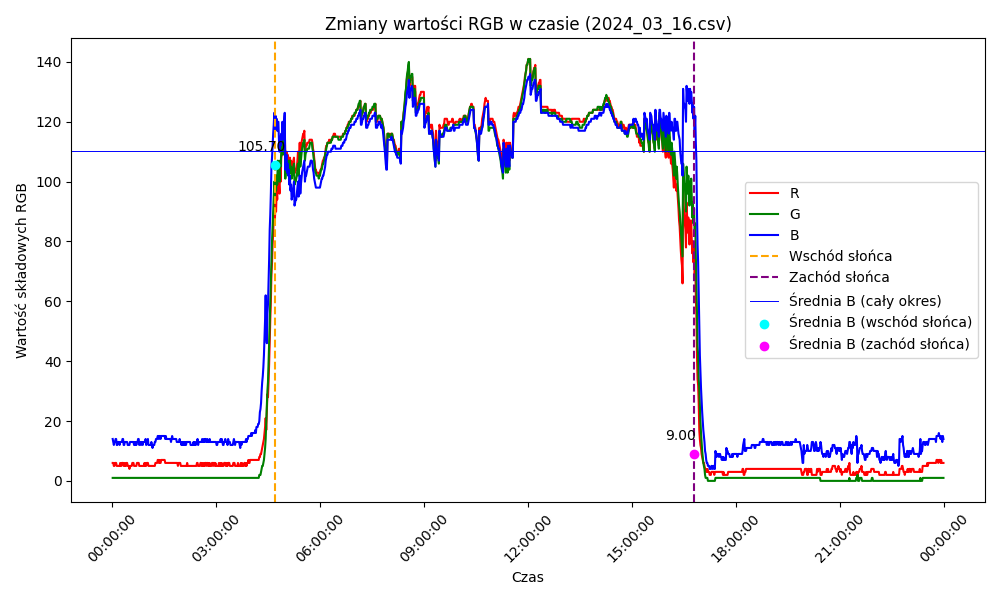 Zmiany wartości RGB w czasie (2024_03_16.csv)
Wartość składowych RGB
140
120
100
80
60
40
20
0
9.00
R
G
B
Wschód słońca
Zachód słońca
Średnia B (cały okres)
Średnia B (wschód słońca)
Średnia B (zachód słońca)
00:00:00
03:00:00
06:00:00
09:00:00
12:00:00
15:00:00
18:00:00
21:00:00
00:00:00
Czas